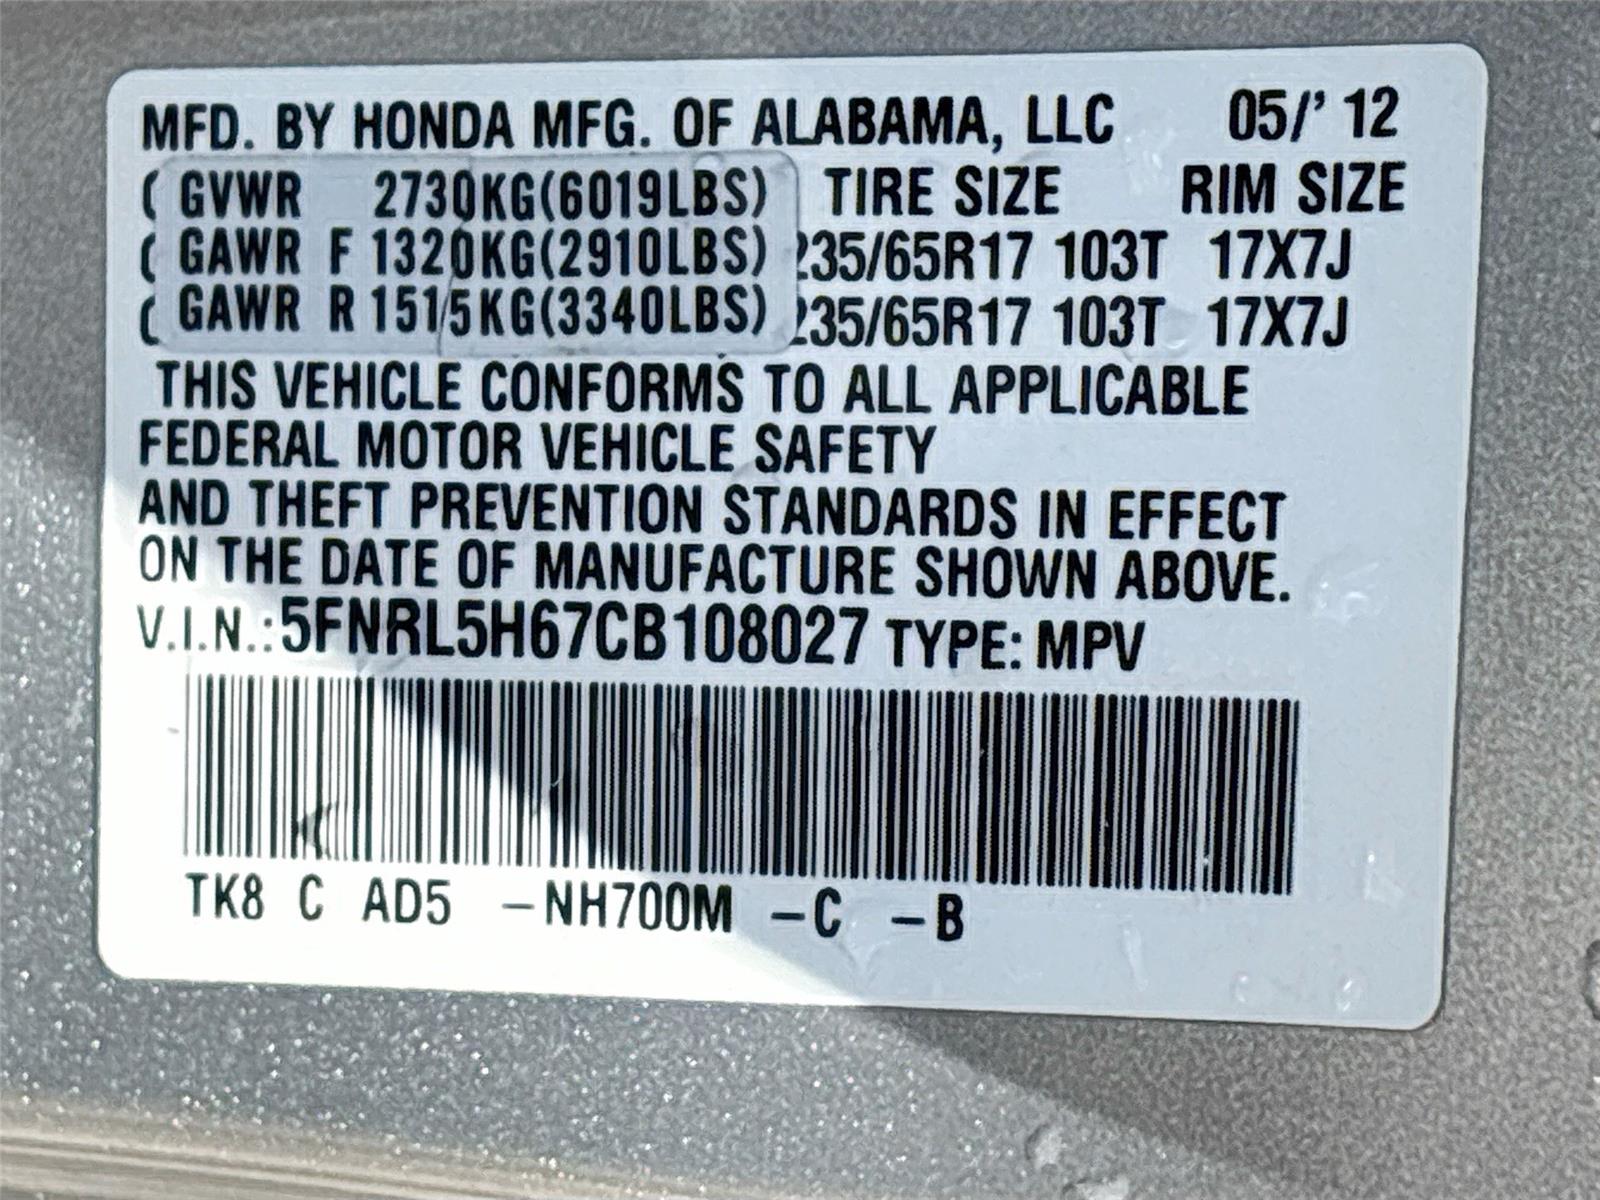 MFD. BY HONDA MFG. OF ALABAMA, LLC 05/' 12
( GVWR 2730KG(6019LBS) TIRE SIZE RIM SIZE
( GAWR F 1320KG(2910LBS) 235/65R17 103T 17X7J
( GAWR R 1515KG(3340LBS) 235/65R17 103T 17X7J
THIS VEHICLE CONFORMS TO ALL APPLICABLE
FEDERAL MOTOR VEHICLE SAFETY
AND THEFT PREVENTION STANDARDS IN EFFECT
ON THE DATE OF MANUFACTURE SHOWN ABOVE.
V.I.N.: 5FNRL5H67CB108027 TYPE: MPV
TK8 C AD5 –NH700M –C –B